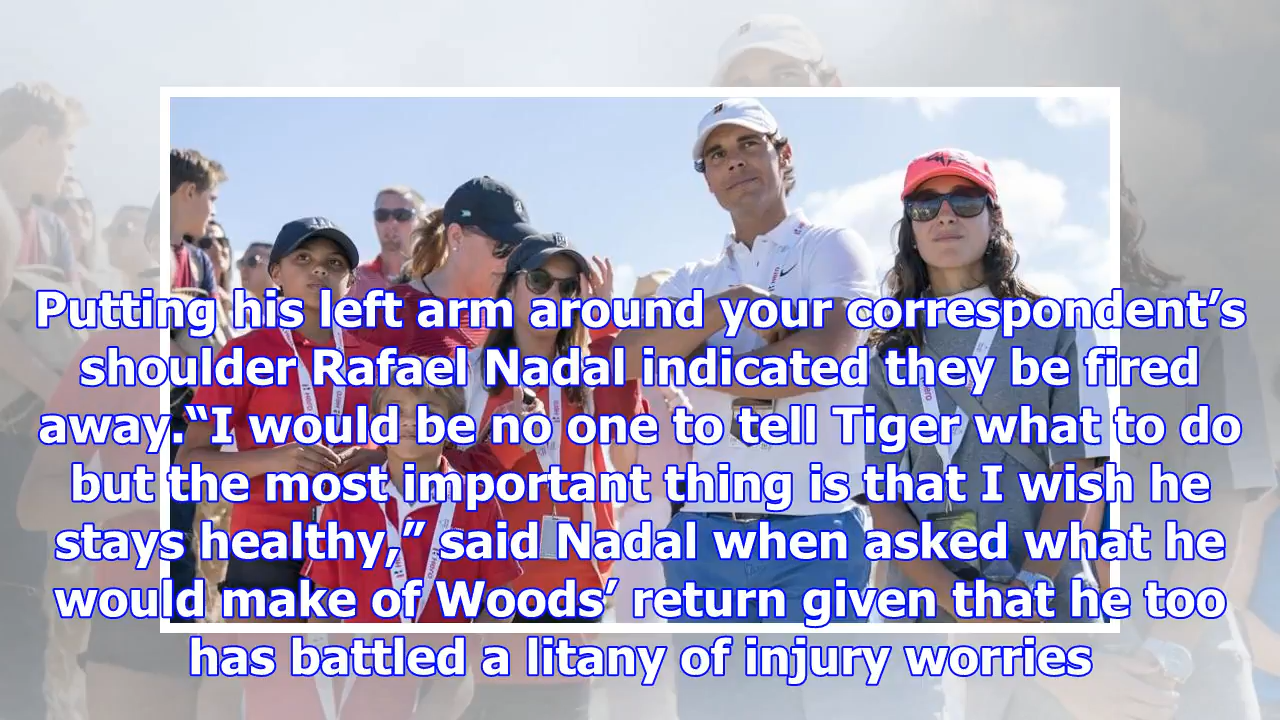 Putting his left arm around your correspondent’s
shoulder Rafael Nadal indicated they be fired
away.“I would be no one to tell Tiger what to do
but the most important thing is that I wish he
stays healthy,” said Nadal when asked what he
would make of Woods’ return given that he too
has battled a litany of injury worries
Hero
Hero
Hero